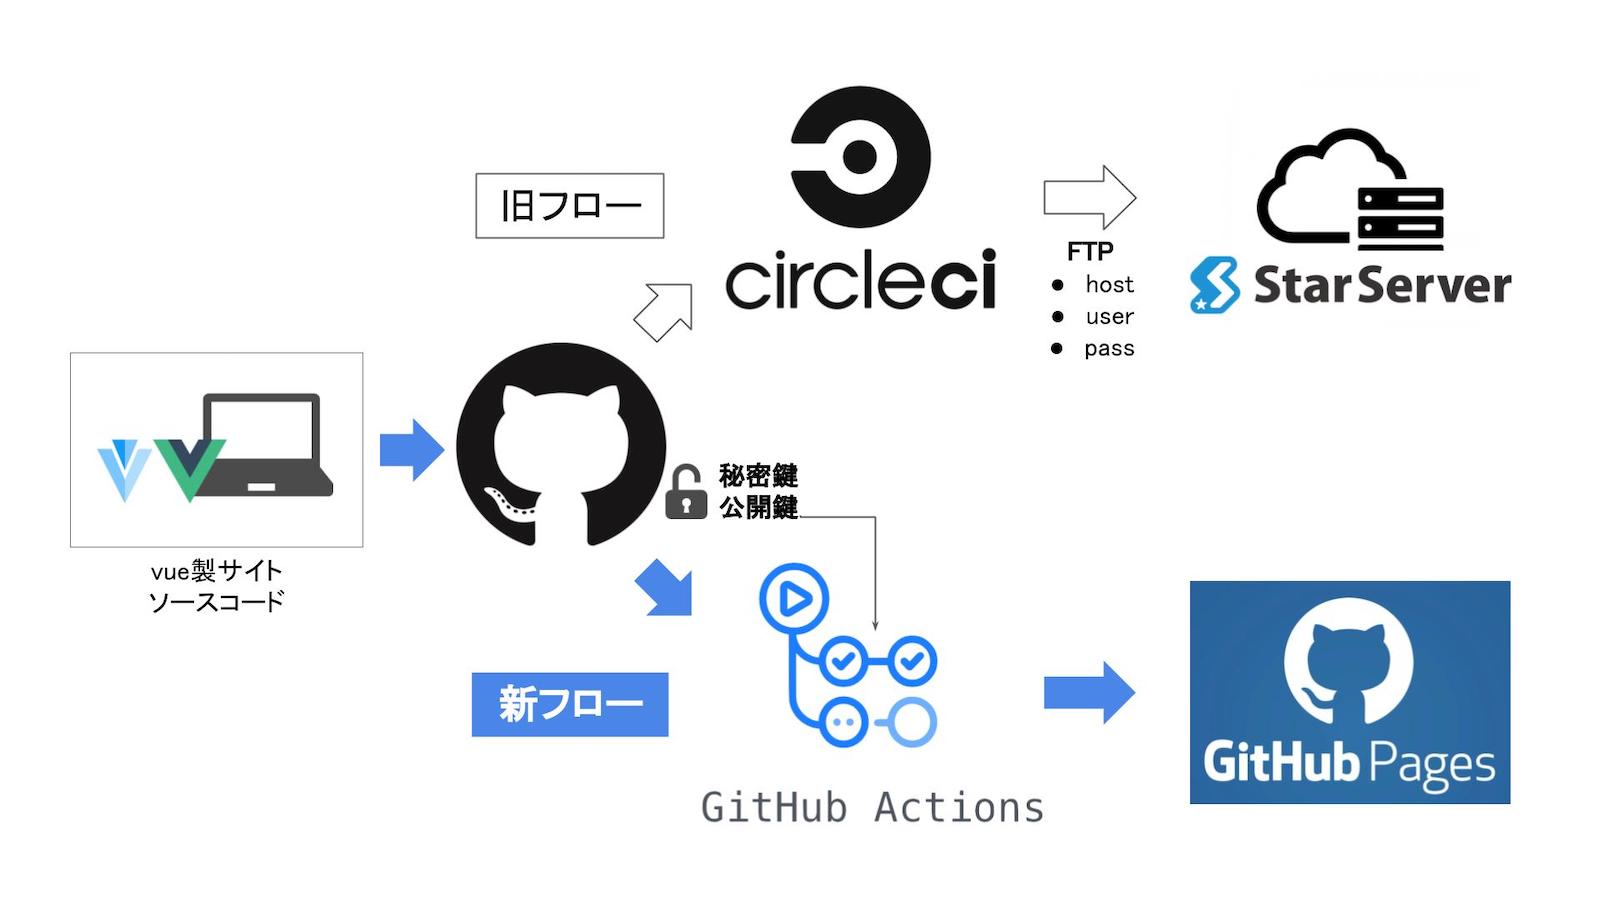 旧フロー
circleci
FTP
● host
● user
● pass
StarServer
vue製サイト
ソースコード
秘密鍵
公開鍵
新フロー
GitHub Actions
GitHub Pages